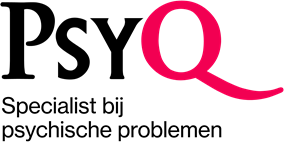 PsyQ
Specialist bij
psychische problemen